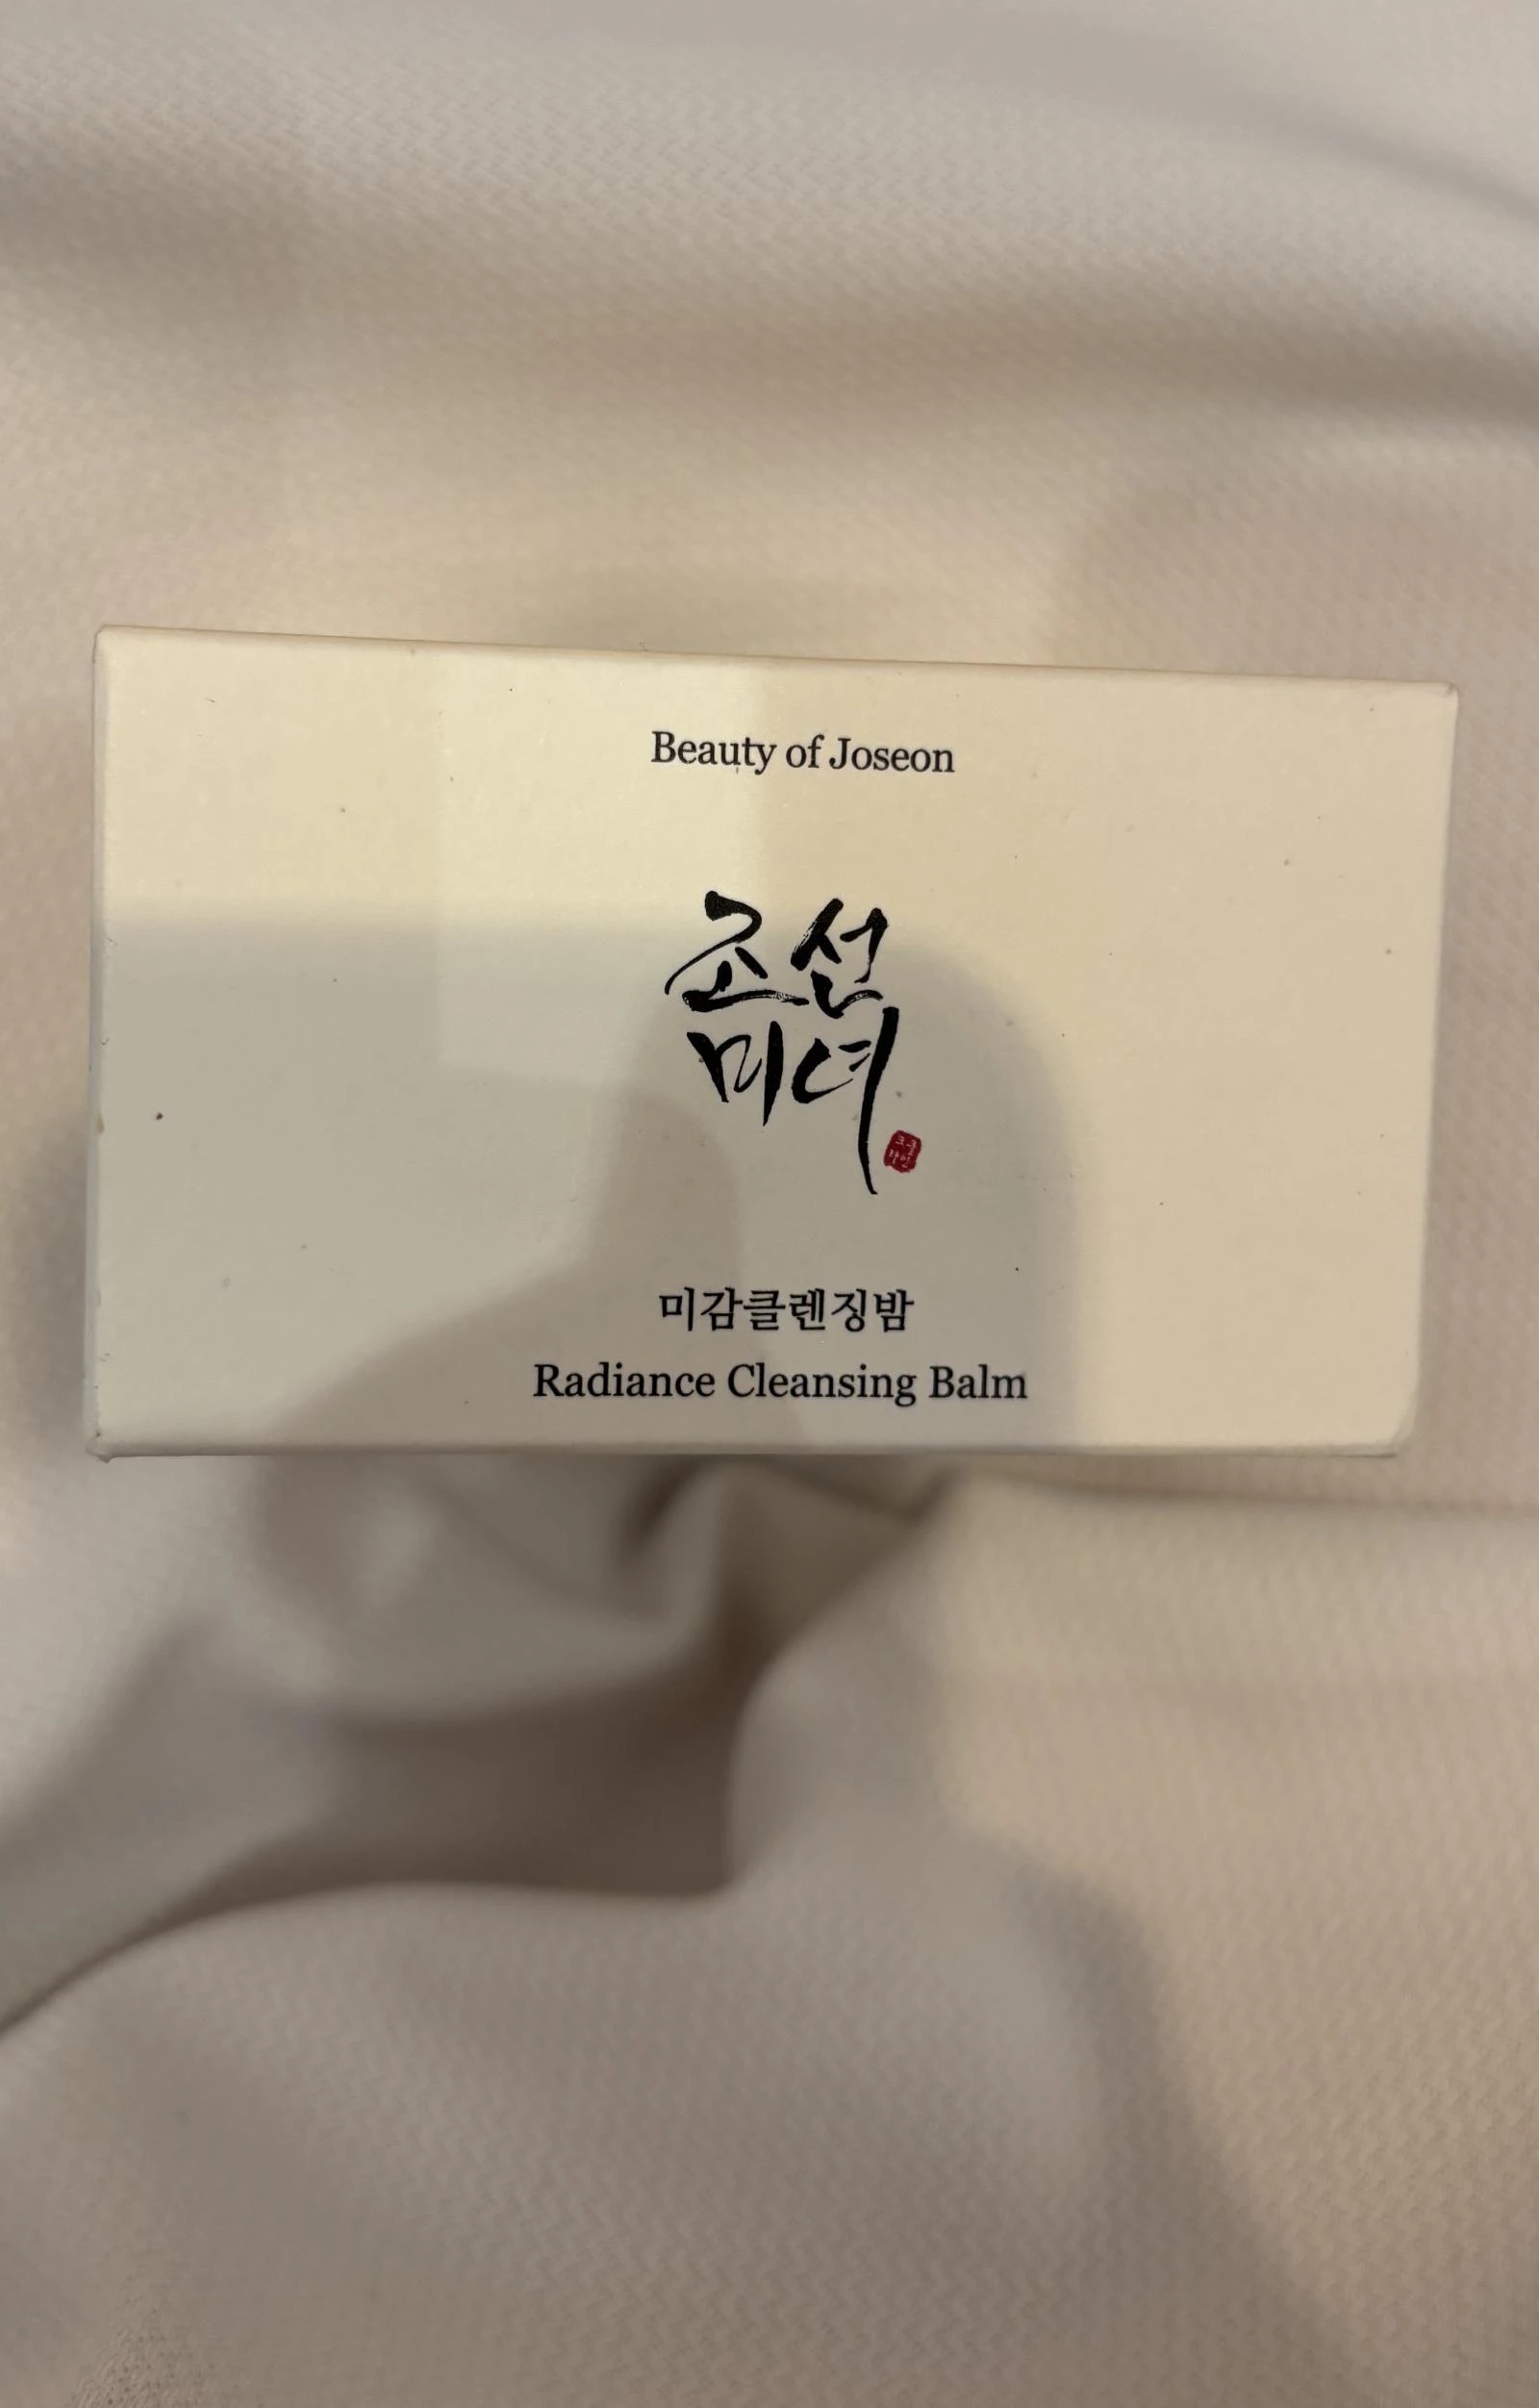 Beauty of Joseon
조선
미녀
미감클렌징밤
Radiance Cleansing Balm